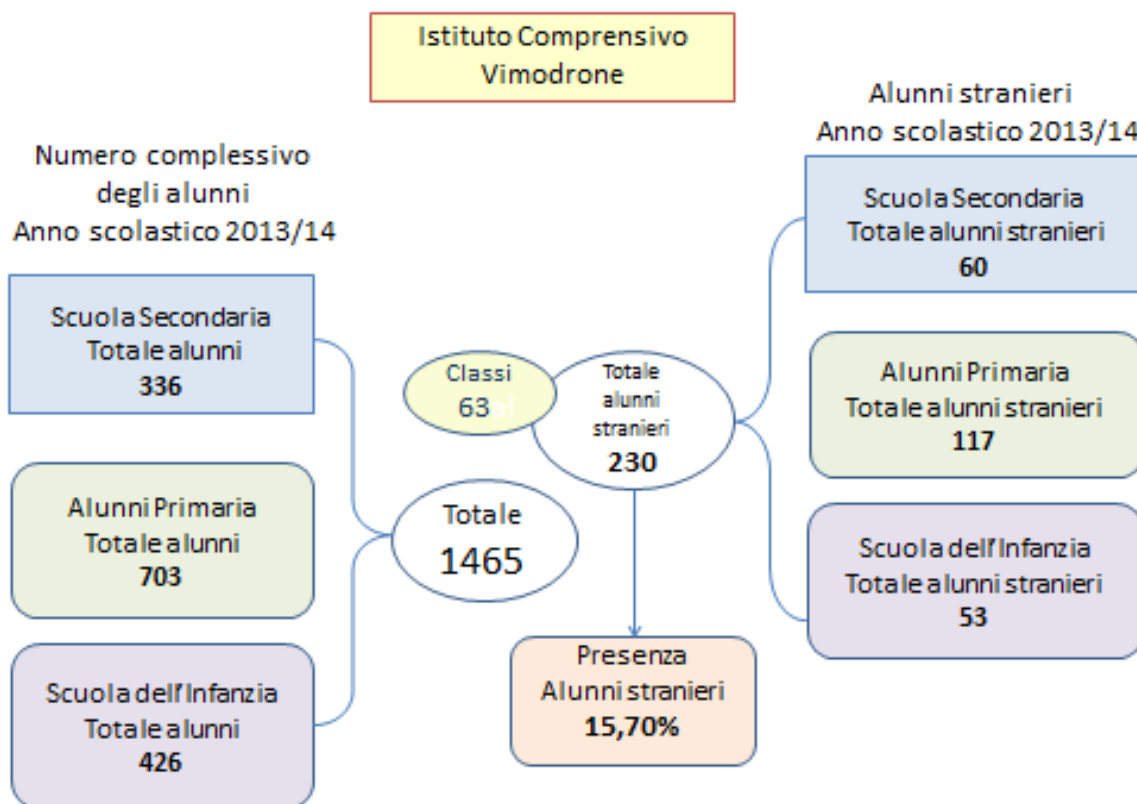 Istituto Comprensivo
Vimodrone
Numero complessivo
degli alunni
Anno scolastico 2013/14
Scuola Secondaria
Totale alunni
336
Alunni Primaria
Totale alunni
703
Scuola dell'Infanzia
Totale alunni
426
Classi
63al
Totale
1465
Totale
alunni
stranieri
230
Presenza
Alunni stranieri
15,70%
Alunni stranieri
Anno scolastico 2013/14
Scuola Secondaria
Totale alunni stranieri
60
Alunni Primaria
Totale alunni stranieri
117
Scuola dell'Infanzia
Totale alunni stranieri
53